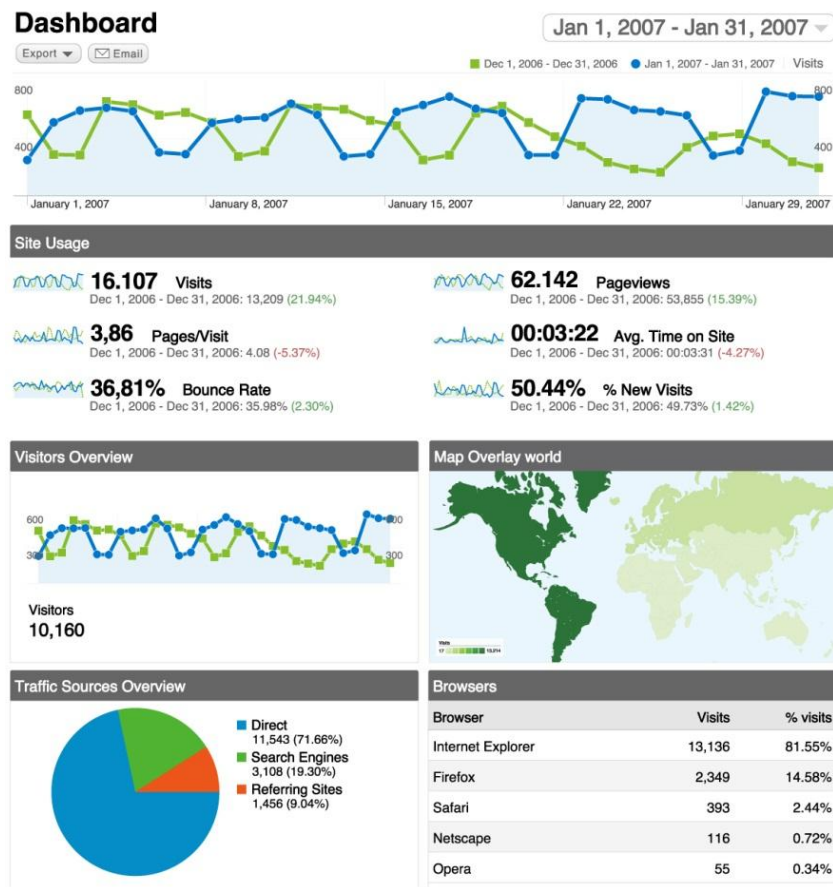 Dashboard
Jan 1, 2007 - Jan 31, 2007
Export
Email
Dec 1, 2006 - Dec 31, 2006
Jan 1, 2007 - Jan 31, 2007
Visits
800
800
400
400
January 1, 2007
January 8, 2007
January 15, 2007
January 22, 2007
January 29, 2007
Site Usage
16.107 Visits
Dec 1, 2006 - Dec 31, 2006: 13,209 (21.94%)
62.142 Pageviews
Dec 1, 2006 - Dec 31, 2006: 53,855 (15.39%)
3,86 Pages/Visit
Dec 1, 2006 - Dec 31, 2006: 4.08 (-5.37%)
00:03:22 Avg. Time on Site
Dec 1, 2006 - Dec 31, 2006: 00:03:31 (-4.27%)
36,81% Bounce Rate
Dec 1, 2006 - Dec 31, 2006: 35.98% (2.30%)
50.44% % New Visits
Dec 1, 2006 - Dec 31, 2006: 49.73% (1.42%)
Visitors Overview
600
300
300
Visitors
10,160
Map Overlay world
Visits
Traffic Sources Overview
Direct
11,543 (71.66%)
Search Engines
3,108 (19.30%)
Referring Sites
1,456 (9.04%)
Browsers
Browser Visits % visits
Internet Explorer 13,136 81.55%
Firefox 2,349 14.58%
Safari 393 2.44%
Netscape 116 0.72%
Opera 55 0.34%